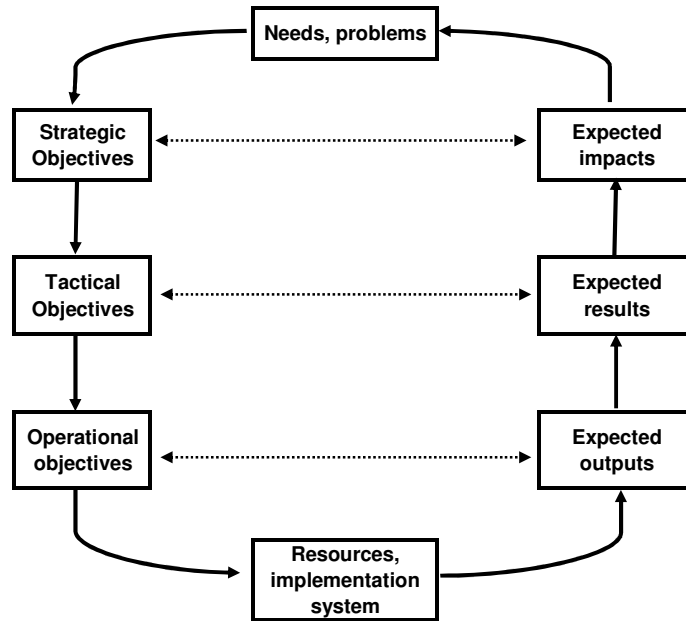 Needs, problems
Strategic
Objectives
Expected
impacts
Tactical
Objectives
Expected
results
Operational
objectives
Expected
outputs
Resources,
implementation
system